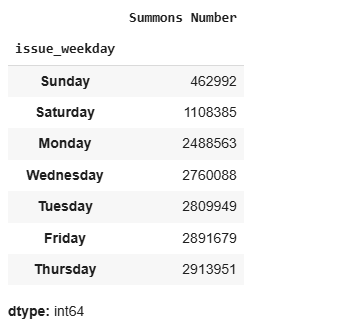 Summons Number
issue_weekday
Sunday 462992
Saturday 1108385
Monday 2488563
Wednesday 2760088
Tuesday 2809949
Friday 2891679
Thursday 2913951
dtype: int64